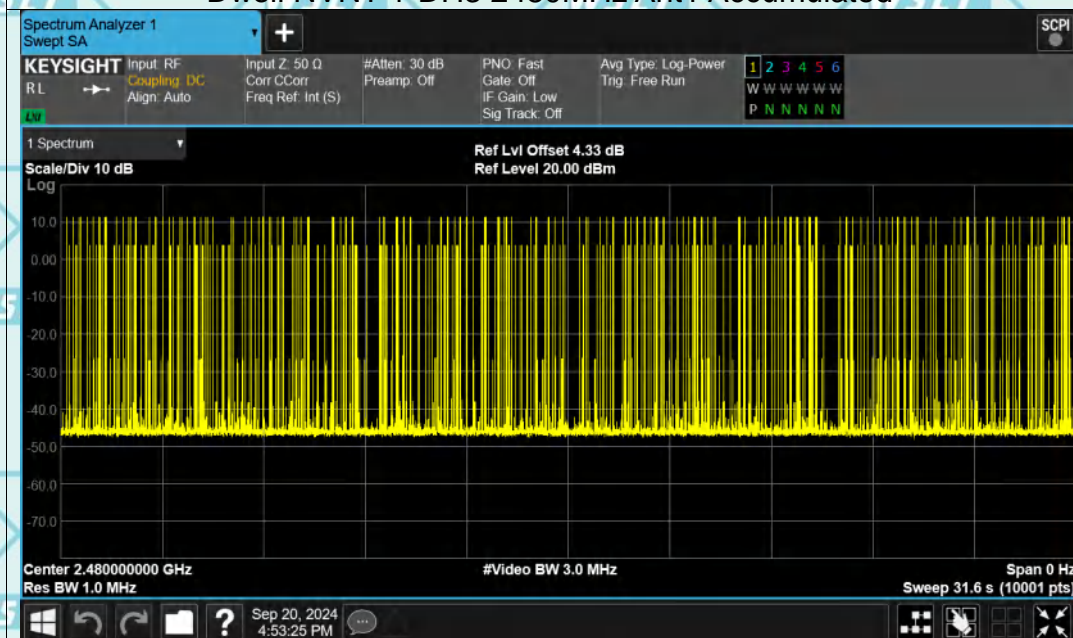 Spectrum Analyzer 1
Swept SA
+
SCPI
KEYSIGHT
RL
LXI
Input: RF
Coupling: DC
Align: Auto
Input Z: 50 Ω
Corr CCorr
Freq Ref: Int (S)
#Atten: 30 dB
Preamp: Off
PNO: Fast
Gate: Off
IF Gain: Low
Sig Track: Off
Avg Type: Log-Power
Trig: Free Run
1 2 3 4 5 6
W W W W W W
P N N N N N
1 Spectrum
Scale/Div 10 dB
Ref Lvl Offset 4.33 dB
Ref Level 20.00 dBm
Log
10.0
0.00
-10.0
-20.0
-30.0
-40.0
-50.0
-60.0
-70.0
Center 2.480000000 GHz
Res BW 1.0 MHz
#Video BW 3.0 MHz
Span 0 Hz
Sweep 31.6 s (10001 pts)
?
Sep 20, 2024
4:53:25 PM